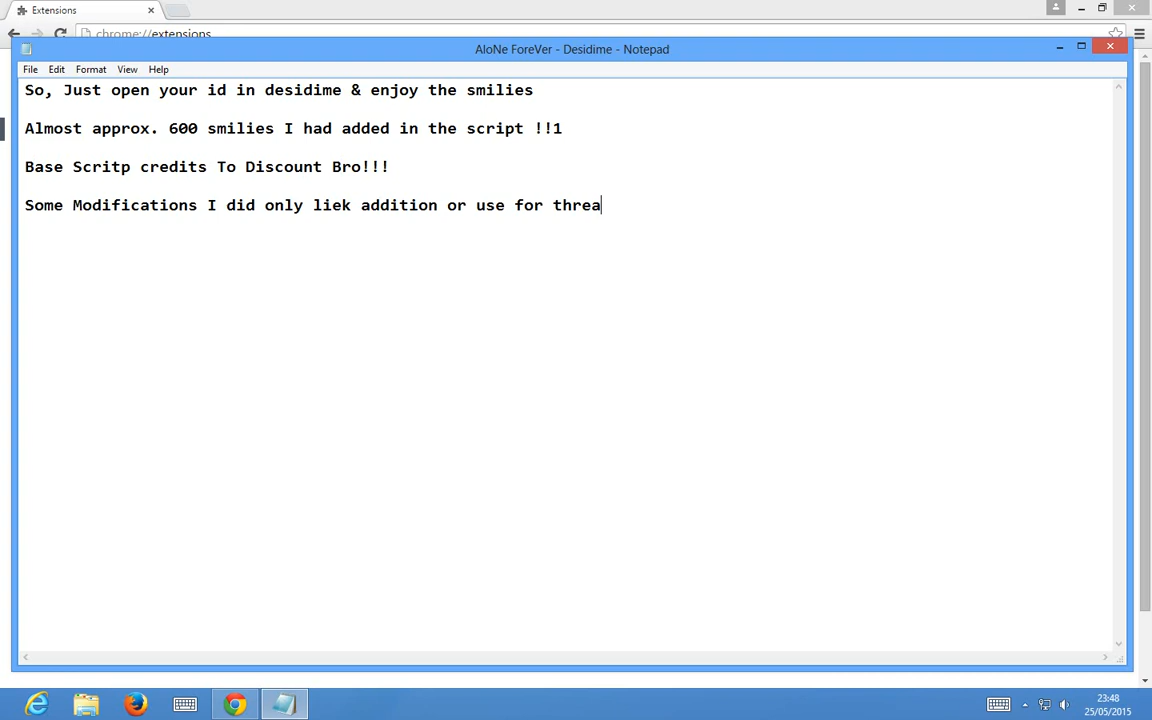 Extensions
chrome://extensions
AloNe ForeVer - Desidime - Notepad
File Edit Format View Help
So, Just open your id in desidime & enjoy the smilies
Almost approx. 600 smilies I had added in the script !!1
Base Scritp credits To Discount Bro!!!
Some Modifications I did only liek addition or use for threa
23:48
25/05/2015